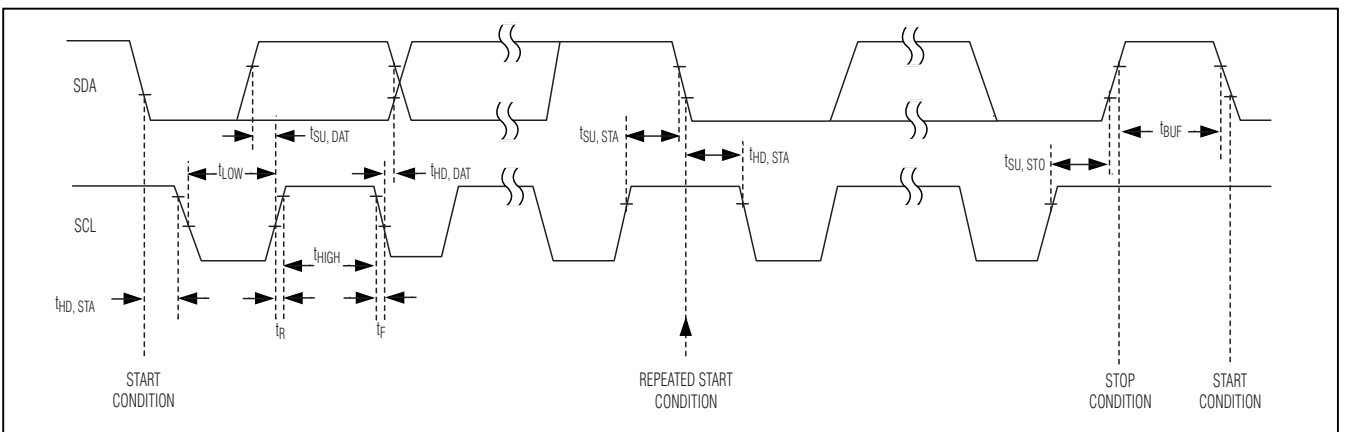 SDA
tSU, DAT
tSU, STA
tBUF
tHD, STA
tSU, STO
tLOW
tHD, DAT
SCL
tHIGH
tHD, STA
tR
tF
START
CONDITION
REPEATED START
CONDITION
STOP
CONDITION
START
CONDITION